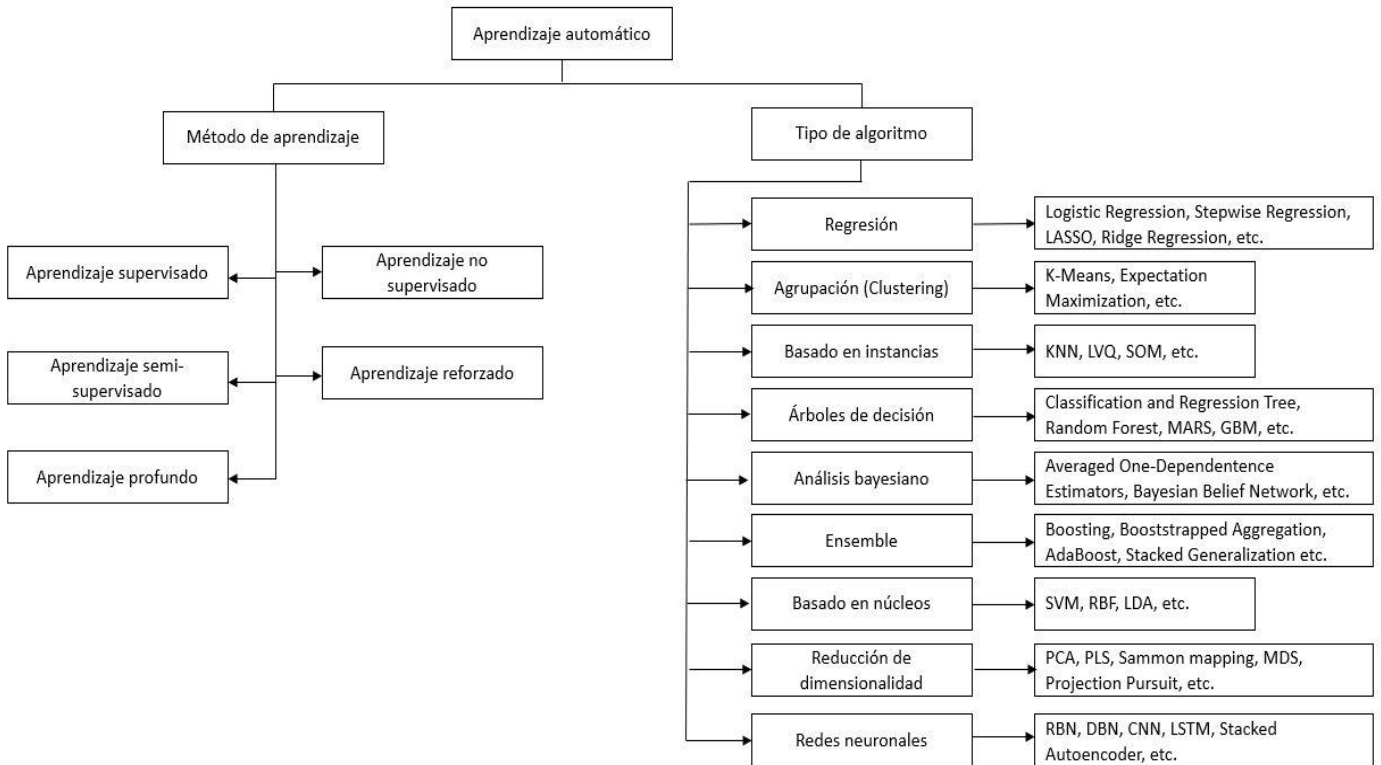 Aprendizaje automático
Método de aprendizaje
Aprendizaje supervisado
Aprendizaje no
supervisado
Aprendizaje semi-
supervisado
Aprendizaje reforzado
Aprendizaje profundo
Tipo de algoritmo
Regresión
Logistic Regression, Stepwise Regression,
LASSO, Ridge Regression, etc.
Agrupación (Clustering)
K-Means, Expectation
Maximization, etc.
Basado en instancias
KNN, LVQ, SOM, etc.
Árboles de decisión
Classification and Regression Tree,
Random Forest, MARS, GBM, etc.
Análisis bayesiano
Averaged One-Dependentence
Estimators, Bayesian Belief Network, etc.
Ensemble
Boosting, Booststrapped Aggregation,
AdaBoost, Stacked Generalization etc.
Basado en núcleos
SVM, RBF, LDA, etc.
Reducción de
dimensionalidad
PCA, PLS, Sammon mapping, MDS,
Projection Pursuit, etc.
Redes neuronales
RBN, DBN, CNN, LSTM, Stacked
Autoencoder, etc.